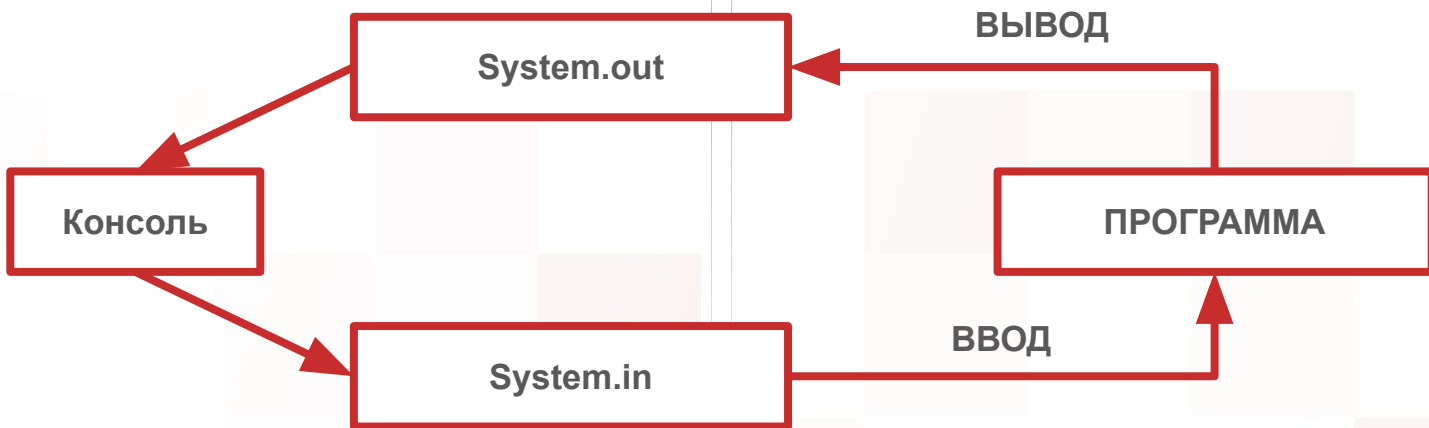 ВЫВОД
System.out
Консоль
ПРОГРАММА
ВВОД
System.in